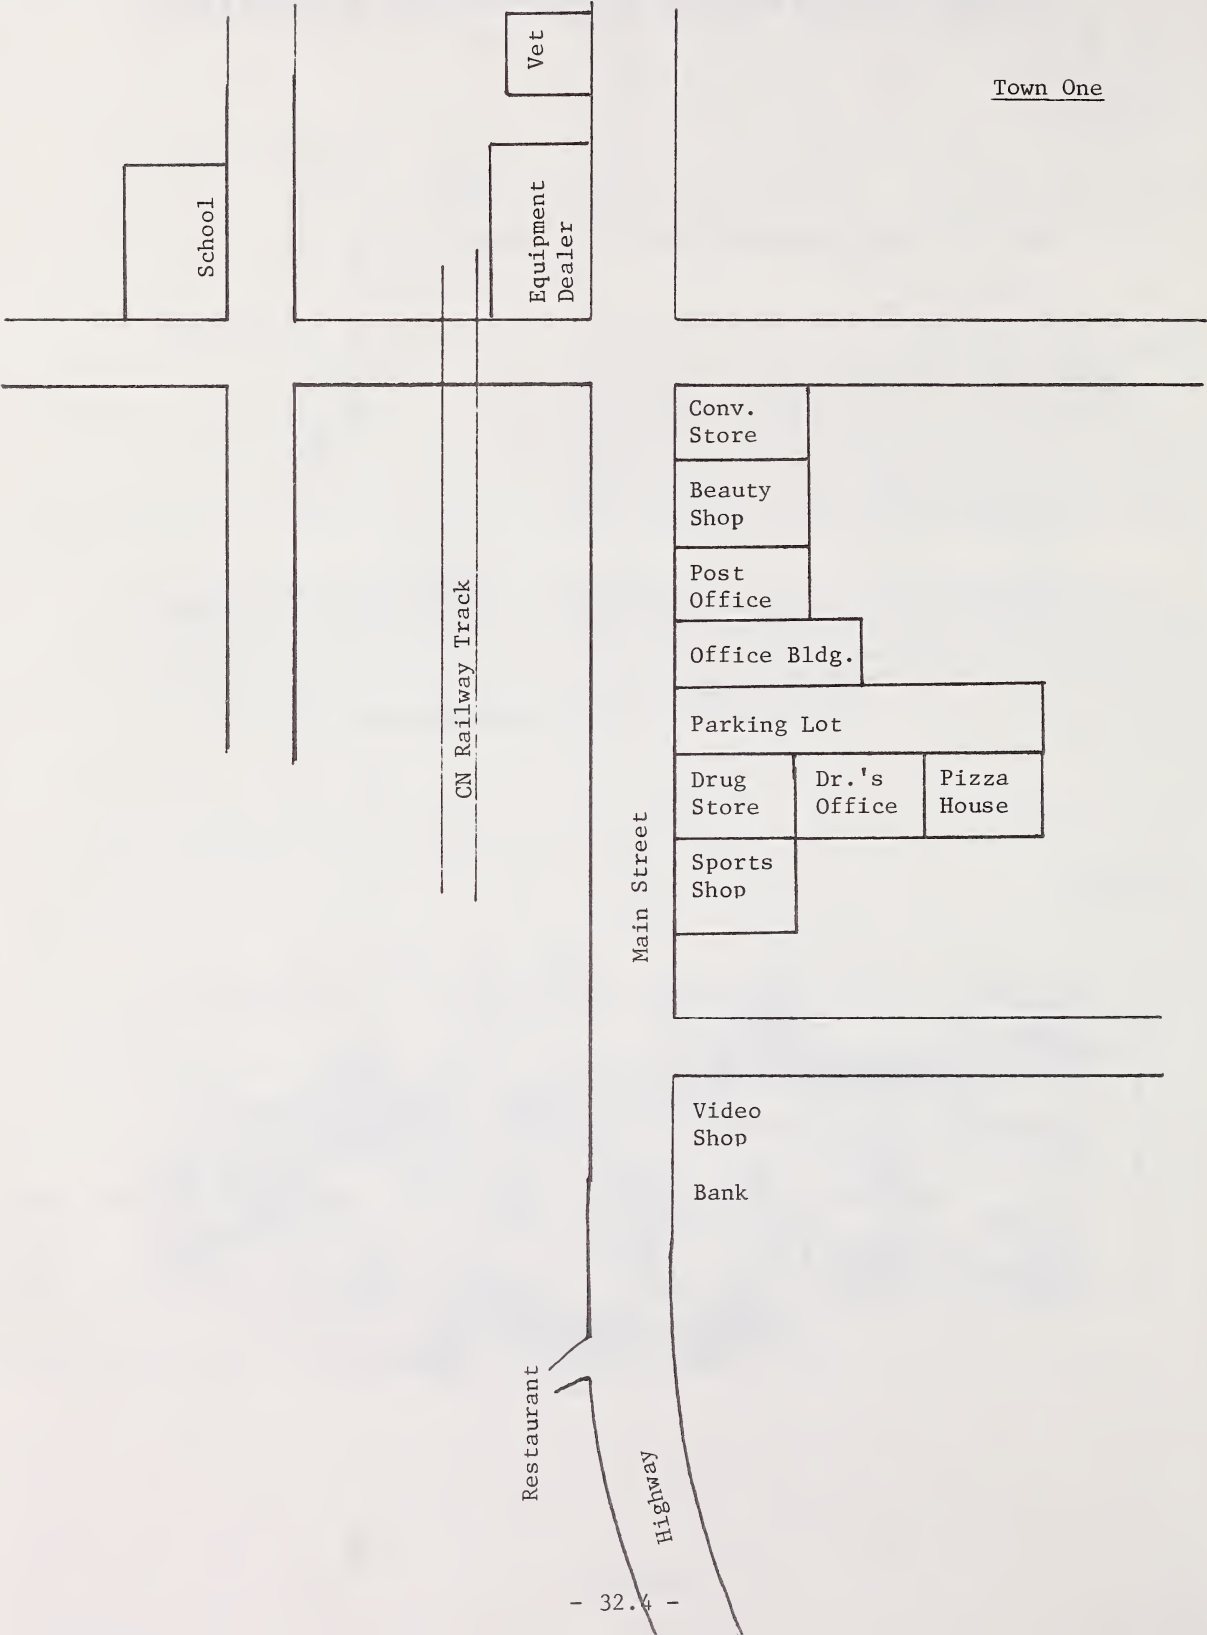 Vet
Town One
School
Equipment
Dealer
Conv.
Store
Beauty
Shop
Post
Office
Office Bldg.
Parking Lot
Drug
Store
Dr.'s
Office
Pizza
House
Sports
Shop
CN Railway Track
Main Street
Video
Shop
Bank
Restaurant
Highway
- 32.4 -